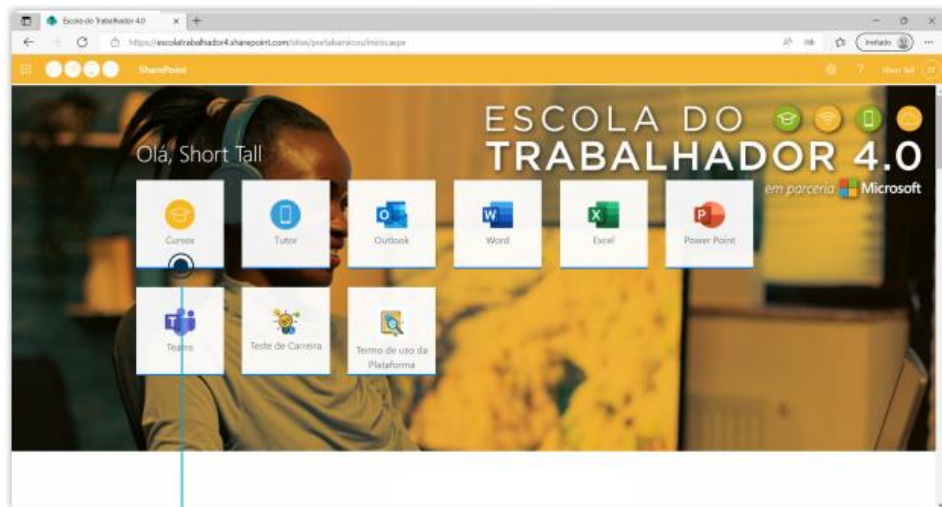 Escola do Trabalhador 4.0
https://escolatrabalhador4.sharepoint.com/sites/portalservicos/Inicio.aspx
Invitado
SharePoint
Short Tall
ST
ESCOLA DO
TRABALHADOR 4.0
em parceria Microsoft
Olá, Short Tall
Cursos
Tutor
Outlook
Word
Excel
Power Point
Teams
Teste de Carreira
Termo de uso da
Plataforma